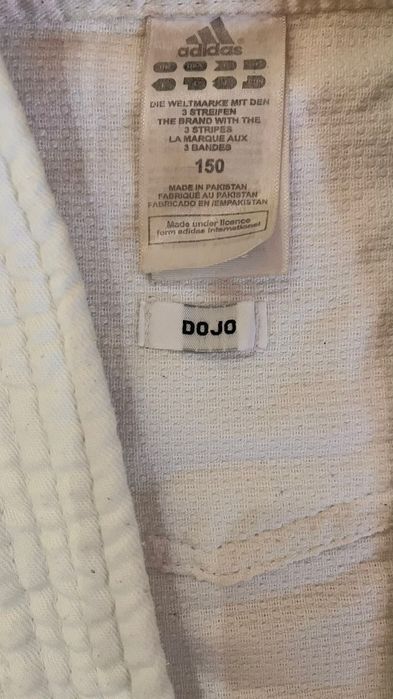 adidas
DIE WELTMARKE MIT DEN
3 STREIFEN
THE BRAND WITH THE
3 STRIPES
LA MARQUE AUX
3 BANDES
150
MADE IN PAKISTAN
FABRIQUÉ AU PAKISTAN
FABRICADO EN /EMPAKISTAN
Made under licence
form adidas International
DOJO